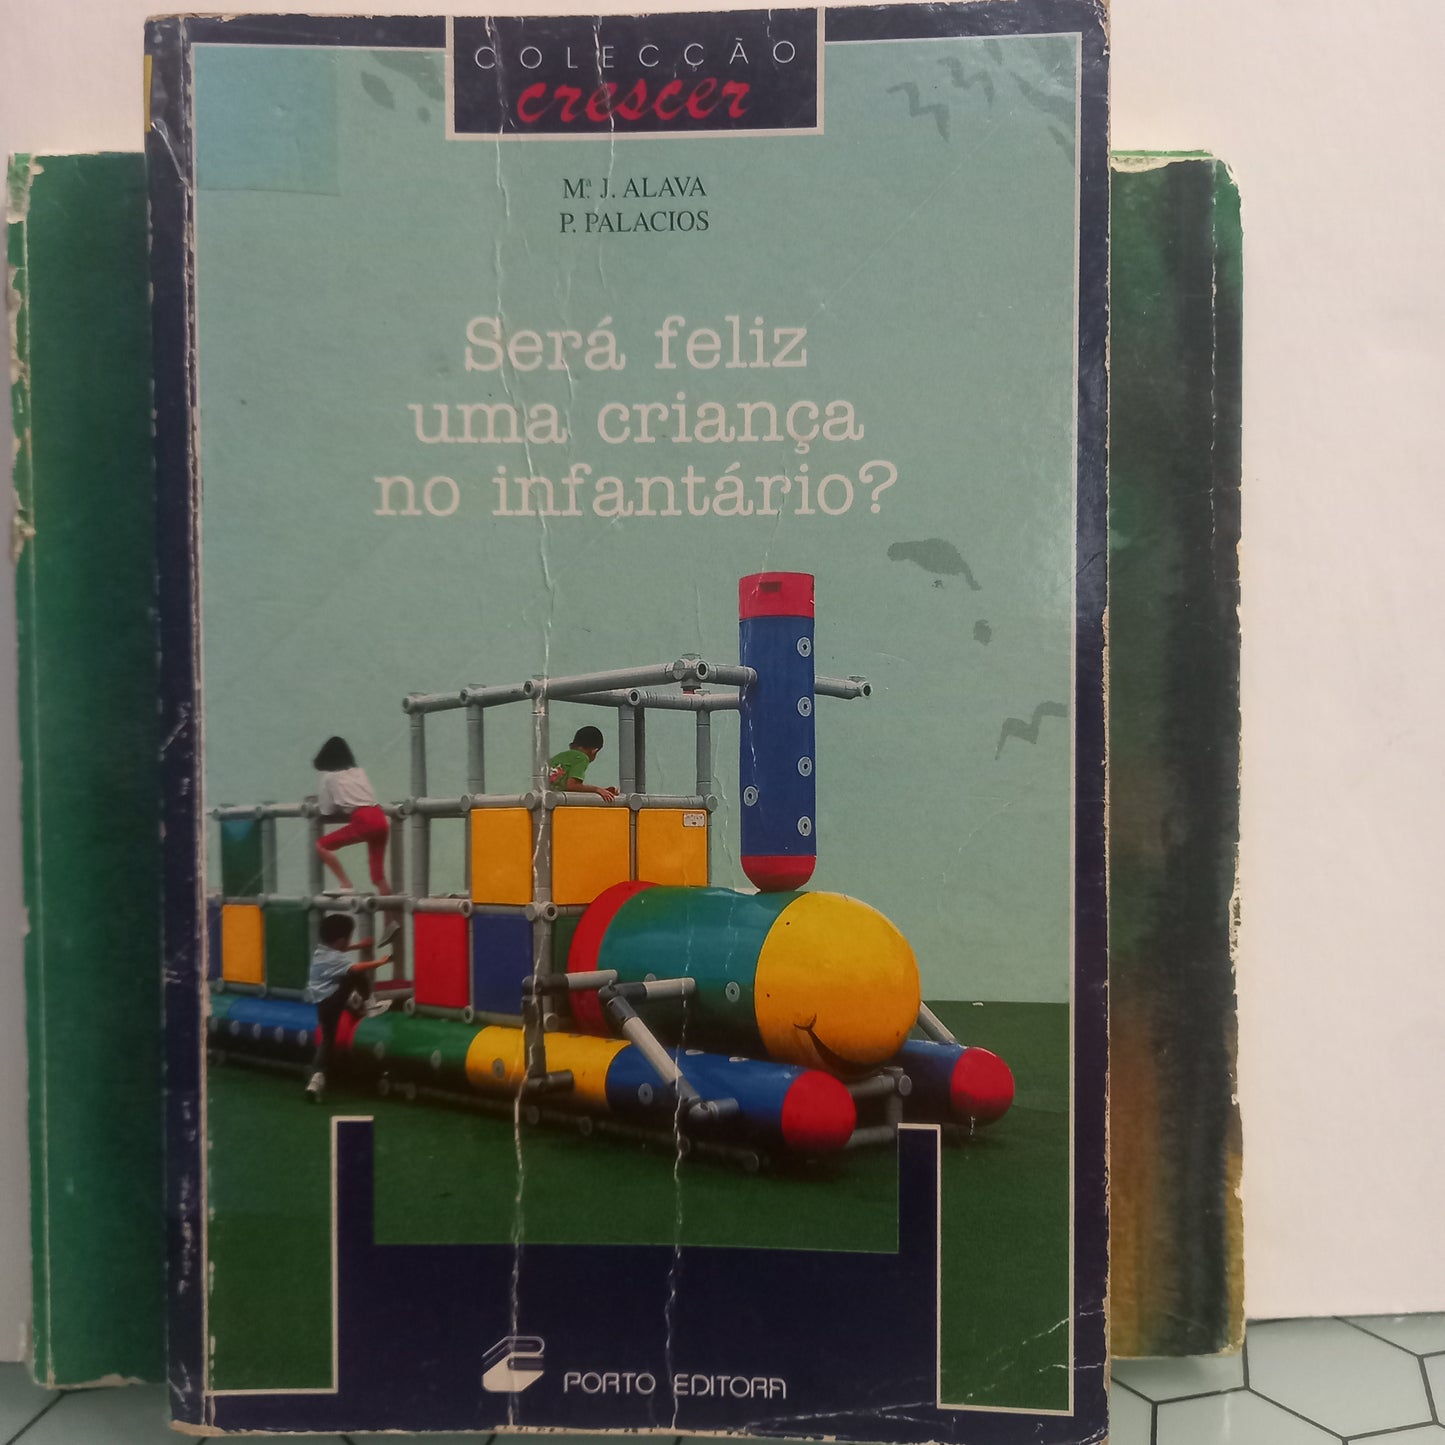 COLECÇÃO
crescer
Mª. J. ALAVA
P. PALACIOS
Será feliz
uma criança
no infantário?
PORTO EDITORA